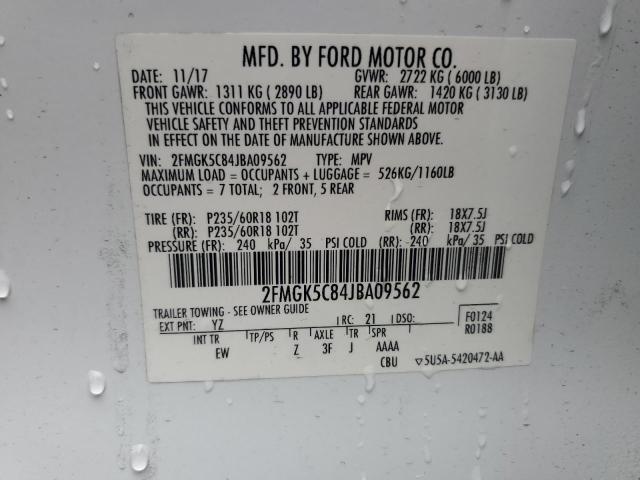 MFD. BY FORD MOTOR CO.
DATE: 11/17 GVWR: 2722 KG ( 6000 LB)
FRONT GAWR: 1311 KG ( 2890 LB) REAR GAWR: 1420 KG ( 3130 LB)
THIS VEHICLE CONFORMS TO ALL APPLICABLE FEDERAL MOTOR
VEHICLE SAFETY AND THEFT PREVENTION STANDARDS
IN EFFECT ON THE DATE OF MANUFACTURE SHOWN ABOVE.
VIN: 2FMGK5C84JBA09562 TYPE: MPV
MAXIMUM LOAD = OCCUPANTS + LUGGAGE = 526KG/1160LB
OCCUPANTS = 7 TOTAL; 2 FRONT, 5 REAR
TIRE (FR): P235/60R18 102T RIMS (FR): 18X7.5J
(RR): P235/60R18 102T (RR): 18X7.5J
PRESSURE (FR): 240 kPa/ 35 PSI COLD (RR): 240 kPa/ 35 PSI COLD
2FMGK5C84JBA09562
TRAILER TOWING - SEE OWNER GUIDE
EXT PNT: YZ RC: 21 DSO: F0124
INT TR TP/PS R AXLE TR SPR R0188
EW Z 3F J AAAA
CBU ▽5U5A-5420472-AA